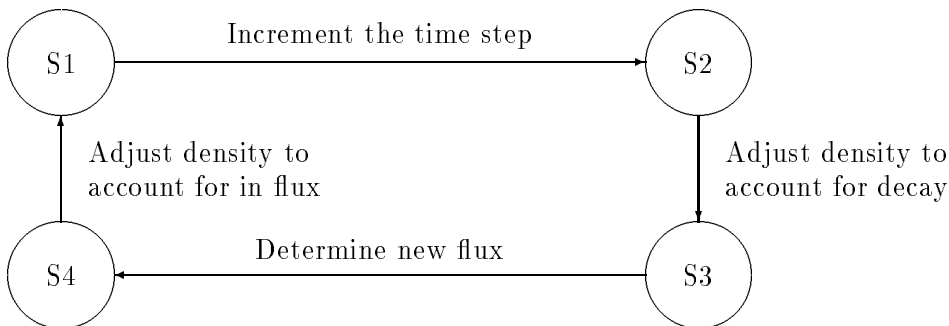 Increment the time step
S1
S2
Adjust density to
account for in flux
Adjust density to
account for decay
Determine new flux
S4
S3